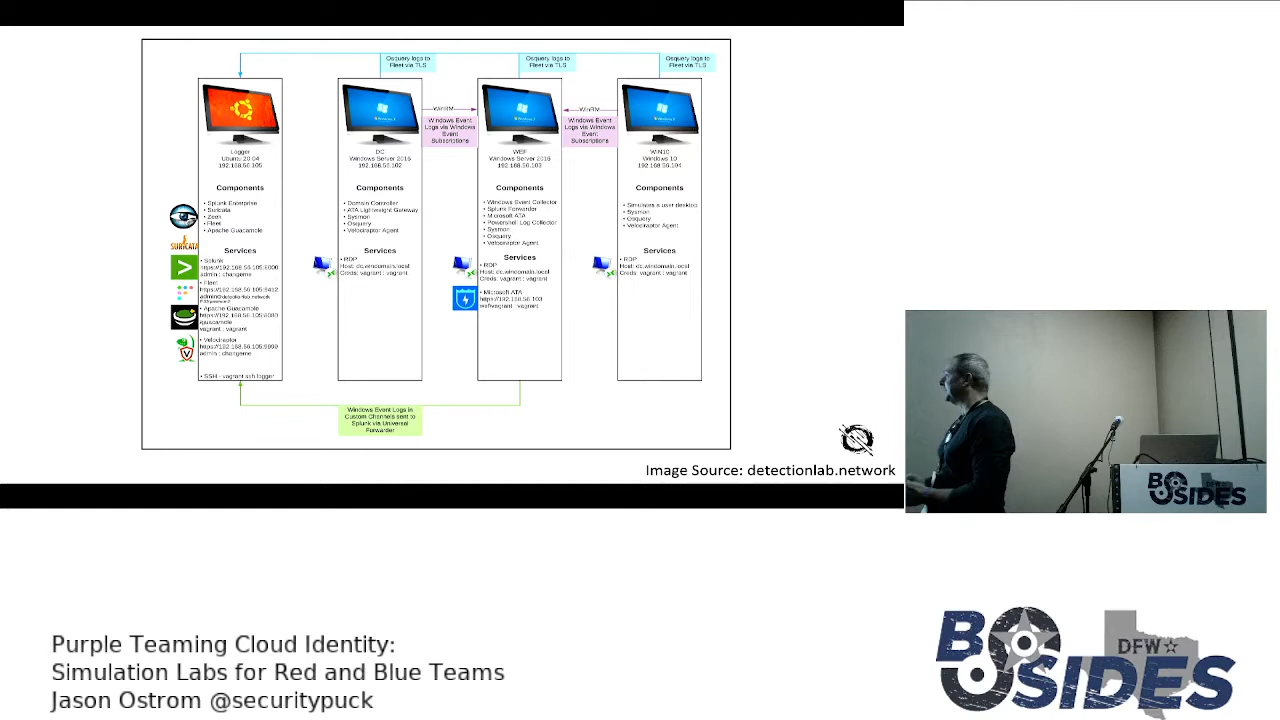 Osquery logs to
Fleet via TLS
Osquery logs to
Fleet via TLS
Osquery logs to
Fleet via TLS
WinRM
Windows Event
Logs via Windows
Event
Subscriptions
WinRM
Windows Event
Logs via Windows
Event
Subscriptions
Logger
Ubuntu 20.04
192.168.56.105
Components
• Splunk Enterprise
• Suricata
• Zeek
• Fleet
• Apache Guacamole
Services
• Splunk
https://192.168.56.105:8000
admin : changeme
• Fleet
https://192.168.56.105:8412
admin@detectionlab.network
• Apache Guacamole
https://192.168.56.105:8080
/guacamole
vagrant : vagrant
• Velociraptor
https://192.168.56.105:9999
admin : changeme
• SSH - vagrant ssh logger
SURICATA
DC
Windows Server 2016
192.168.56.102
Components
• Domain Controller
• ATA Lightweight Gateway
• Sysmon
• Osquery
• Velociraptor Agent
Services
• RDP
Host: dc.windomain.local
Creds: vagrant : vagrant
WEF
Windows Server 2016
192.168.56.103
Components
• Windows Event Collector
• Splunk Forwarder
• Microsoft ATA
• Powershell Log Collector
• Sysmon
• Osquery
• Velociraptor Agent
Services
• RDP
Host: dc.windomain.local
Creds: vagrant : vagrant
• Microsoft ATA
https://192.168.56.103
wef\vagrant : vagrant
WIN10
Windows 10
192.168.56.104
Components
• Simulates a user desktop
• Sysmon
• Osquery
• Velociraptor Agent
Services
• RDP
Host: dc.windomain.local
Creds: vagrant : vagrant
Windows Event Logs in
Custom Channels sent to
Splunk via Universal
Forwarder
Image Source: detectionlab.network
BSIDES
DFW
Purple Teaming Cloud Identity:
Simulation Labs for Red and Blue Teams
Jason Ostrom @securitypuck
BSIDES
DFW